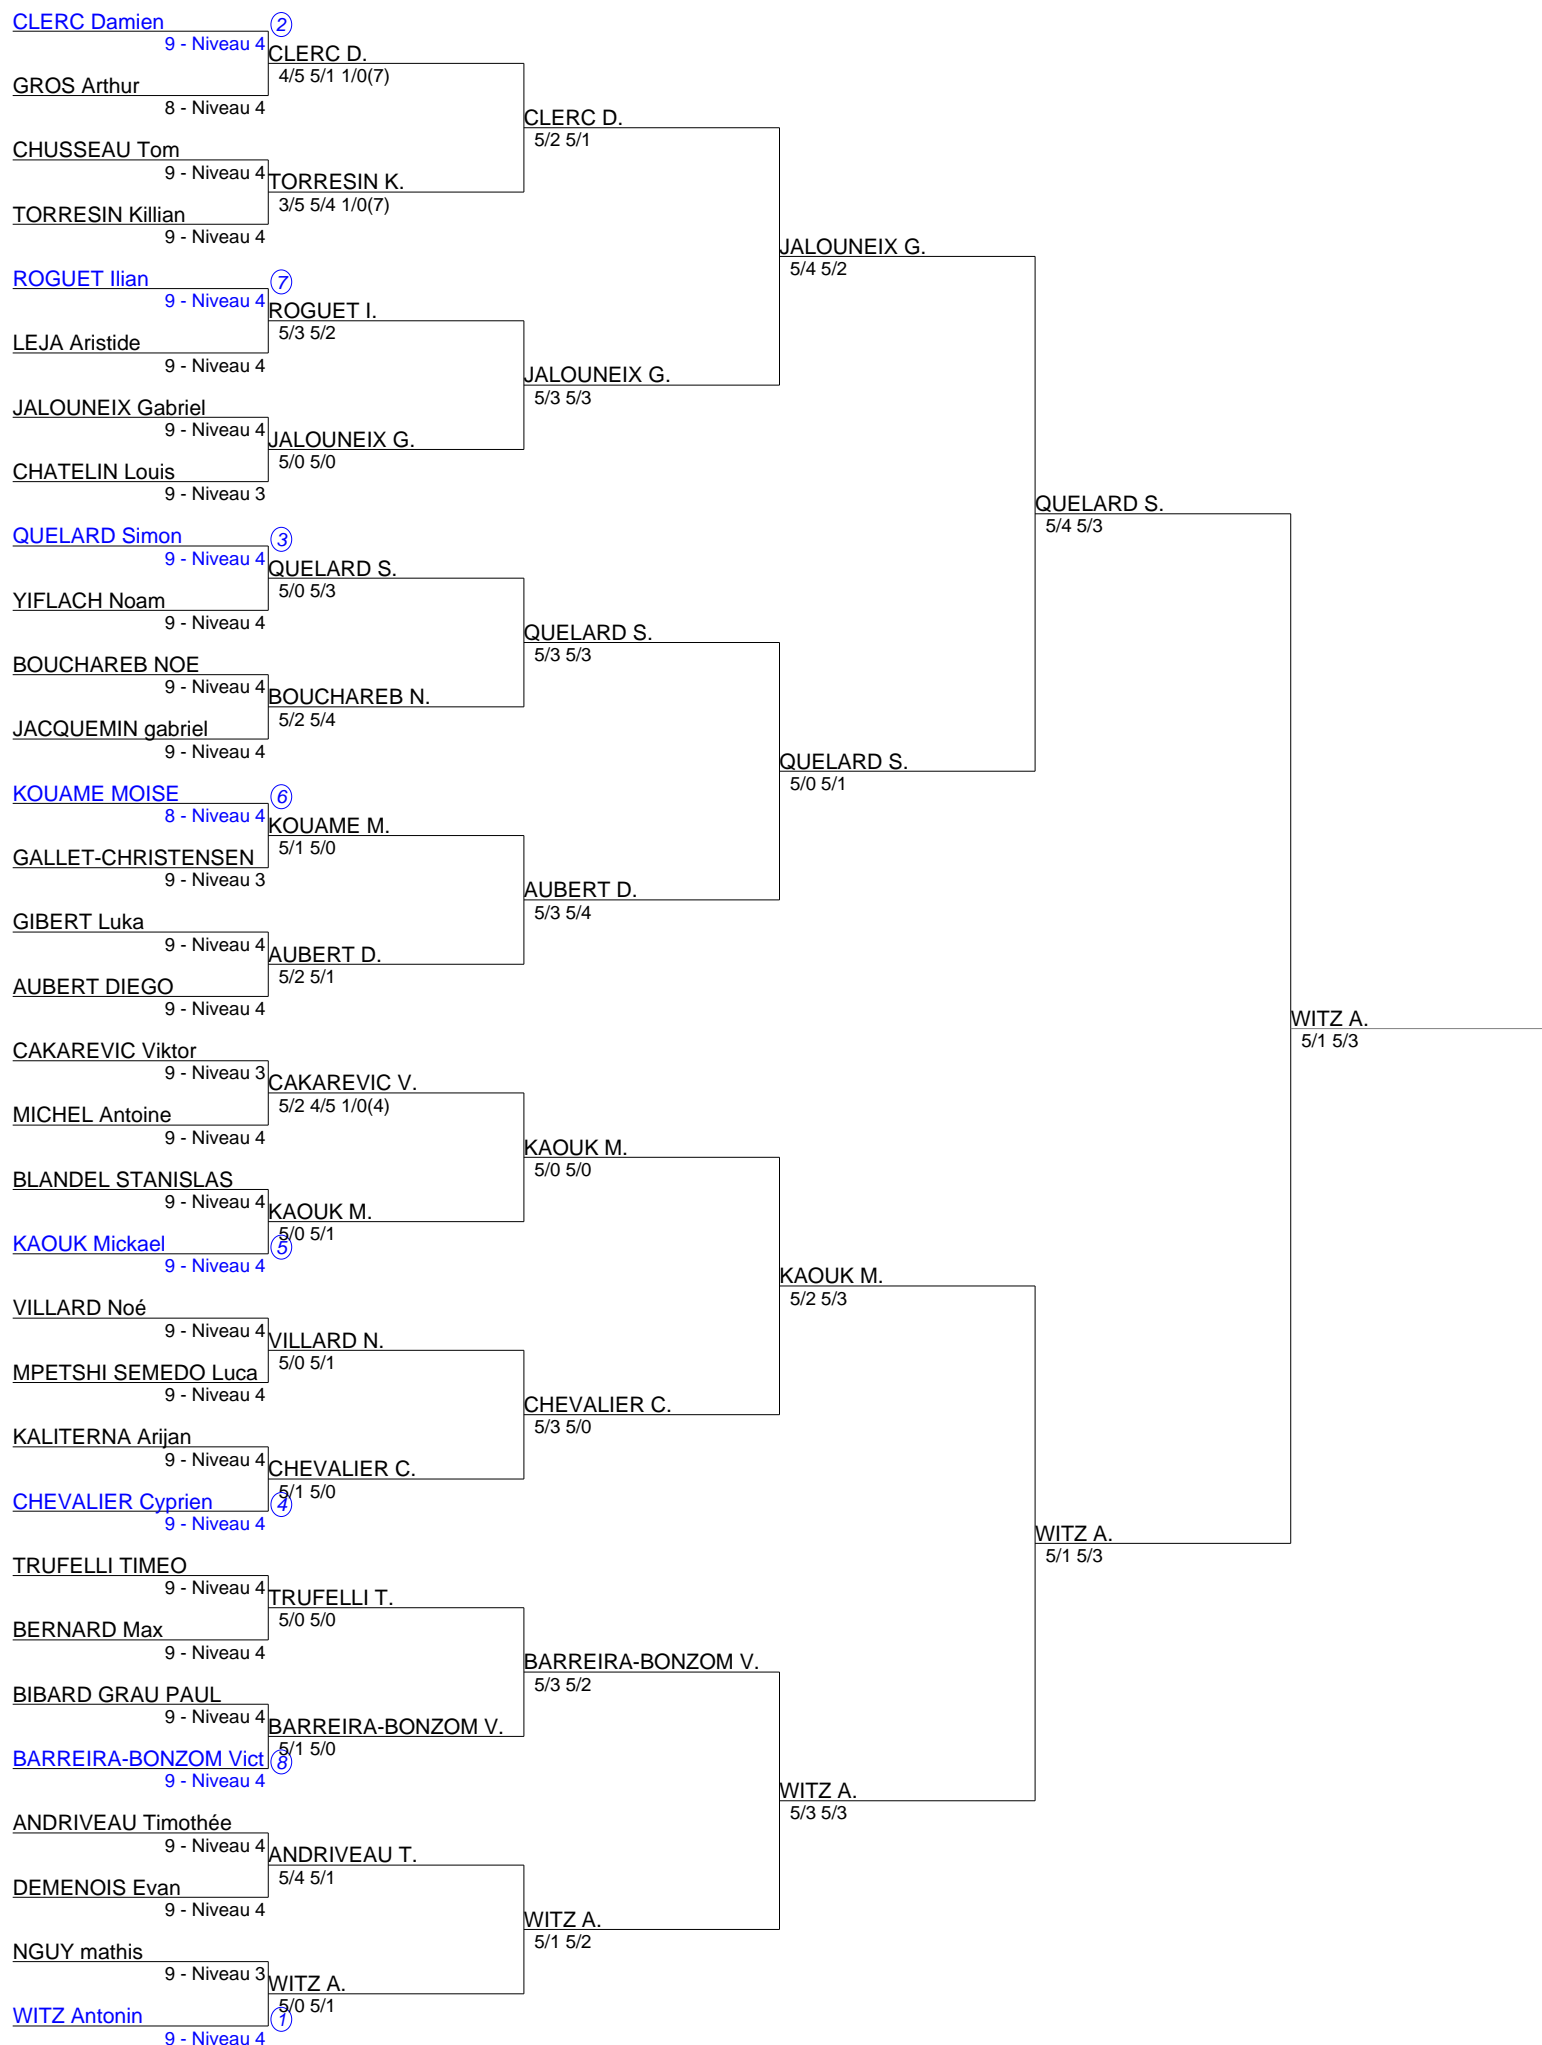 CLERC Damien
2
9 - Niveau 4
CLERC D.
4/5 5/1 1/0(7)
GROS Arthur
8 - Niveau 4
CLERC D.
5/2 5/1
CHUSSEAU Tom
9 - Niveau 4
TORRESIN K.
3/5 5/4 1/0(7)
TORRESIN Killian
9 - Niveau 4
JALOUNEIX G.
5/4 5/2
ROGUET Ilian
7
9 - Niveau 4
ROGUET I.
5/3 5/2
LEJA Aristide
9 - Niveau 4
JALOUNEIX G.
5/3 5/3
JALOUNEIX Gabriel
9 - Niveau 4
JALOUNEIX G.
5/0 5/0
CHATELIN Louis
9 - Niveau 3
QUELARD S.
5/4 5/3
QUELARD Simon
3
9 - Niveau 4
QUELARD S.
5/0 5/3
YIFLACH Noam
9 - Niveau 4
QUELARD S.
5/3 5/3
BOUCHAREB NOE
9 - Niveau 4
BOUCHAREB N.
5/2 5/4
JACQUEMIN gabriel
9 - Niveau 4
QUELARD S.
5/0 5/1
KOUAME MOISE
6
8 - Niveau 4
KOUAME M.
5/1 5/0
GALLET-CHRISTENSEN
9 - Niveau 3
AUBERT D.
5/3 5/4
GIBERT Luka
9 - Niveau 4
AUBERT D.
5/2 5/1
AUBERT DIEGO
9 - Niveau 4
WITZ A.
5/1 5/3
CAKAREVIC Viktor
9 - Niveau 3
CAKAREVIC V.
5/2 4/5 1/0(4)
MICHEL Antoine
9 - Niveau 4
KAOUK M.
5/0 5/0
BLANDEL STANISLAS
9 - Niveau 4
KAOUK M.
5/0 5/1
KAOUK Mickael
5
9 - Niveau 4
KAOUK M.
5/2 5/3
VILLARD Noé
9 - Niveau 4
VILLARD N.
5/0 5/1
MPETSHI SEMEDO Luca
9 - Niveau 4
CHEVALIER C.
5/3 5/0
KALITERNA Arijan
9 - Niveau 4
CHEVALIER C.
5/1 5/0
CHEVALIER Cyprien
4
9 - Niveau 4
WITZ A.
5/1 5/3
TRUFELLI TIMEO
9 - Niveau 4
TRUFELLI T.
5/0 5/0
BERNARD Max
9 - Niveau 4
BARREIRA-BONZOM V.
5/3 5/2
BIBARD GRAU PAUL
9 - Niveau 4
BARREIRA-BONZOM V.
5/1 5/0
BARREIRA-BONZOM Vict
8
9 - Niveau 4
WITZ A.
5/3 5/3
ANDRIVEAU Timothée
9 - Niveau 4
ANDRIVEAU T.
5/4 5/1
DEMENOIS Evan
9 - Niveau 4
WITZ A.
5/1 5/2
NGUY mathis
9 - Niveau 3
WITZ A.
5/0 5/1
WITZ Antonin
1
9 - Niveau 4